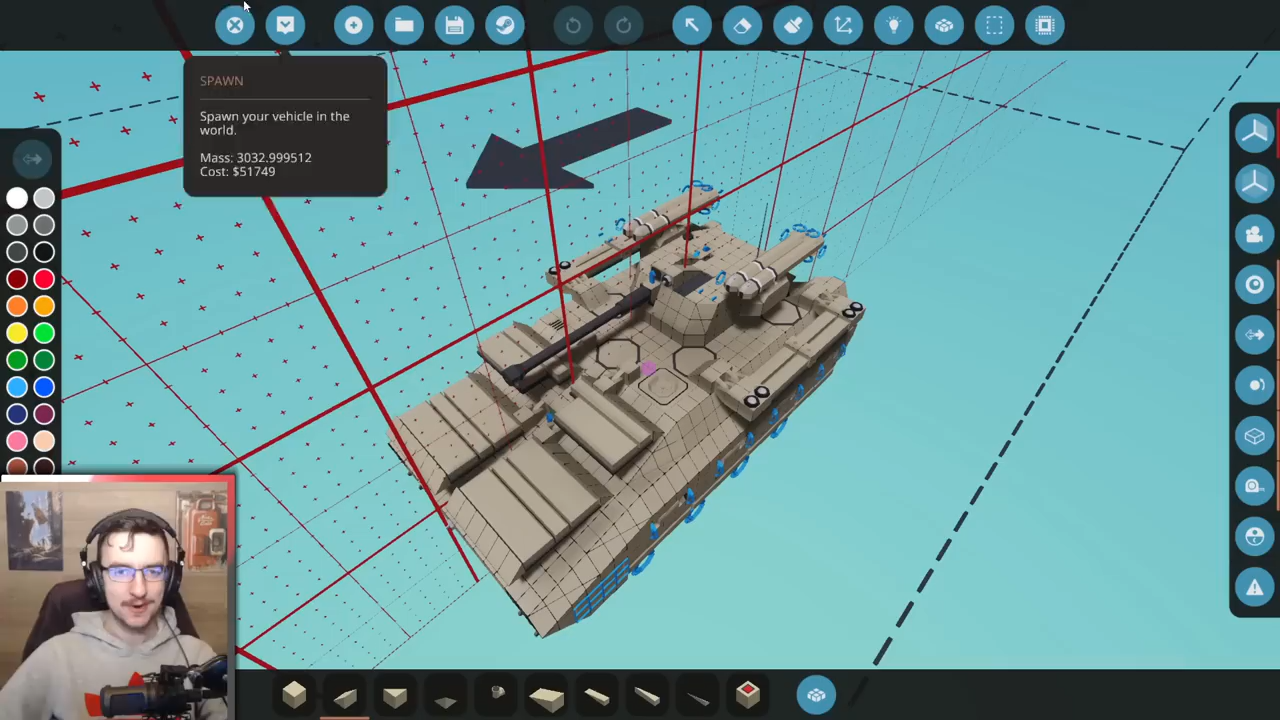 SPAWN
Spawn your vehicle in the
world.
Mass: 3032.999512
Cost: $51749